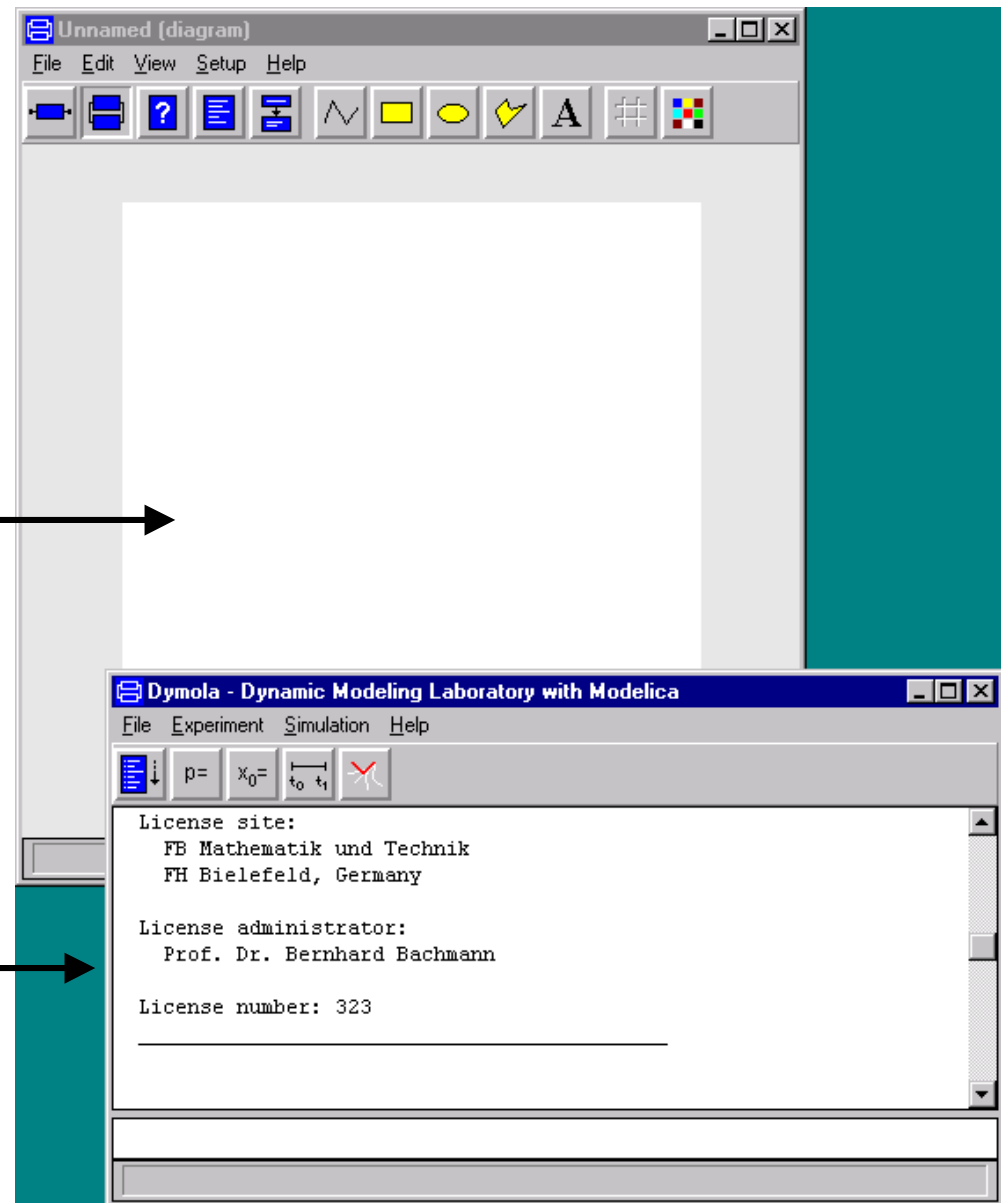 Unnamed (diagram)
File Edit View Setup Help
? A
Dymola - Dynamic Modeling Laboratory with Modelica
File Experiment Simulation Help
p= x0= t0 t1
License site:
FB Mathematik und Technik
FH Bielefeld, Germany
License administrator:
Prof. Dr. Bernhard Bachmann
License number: 323